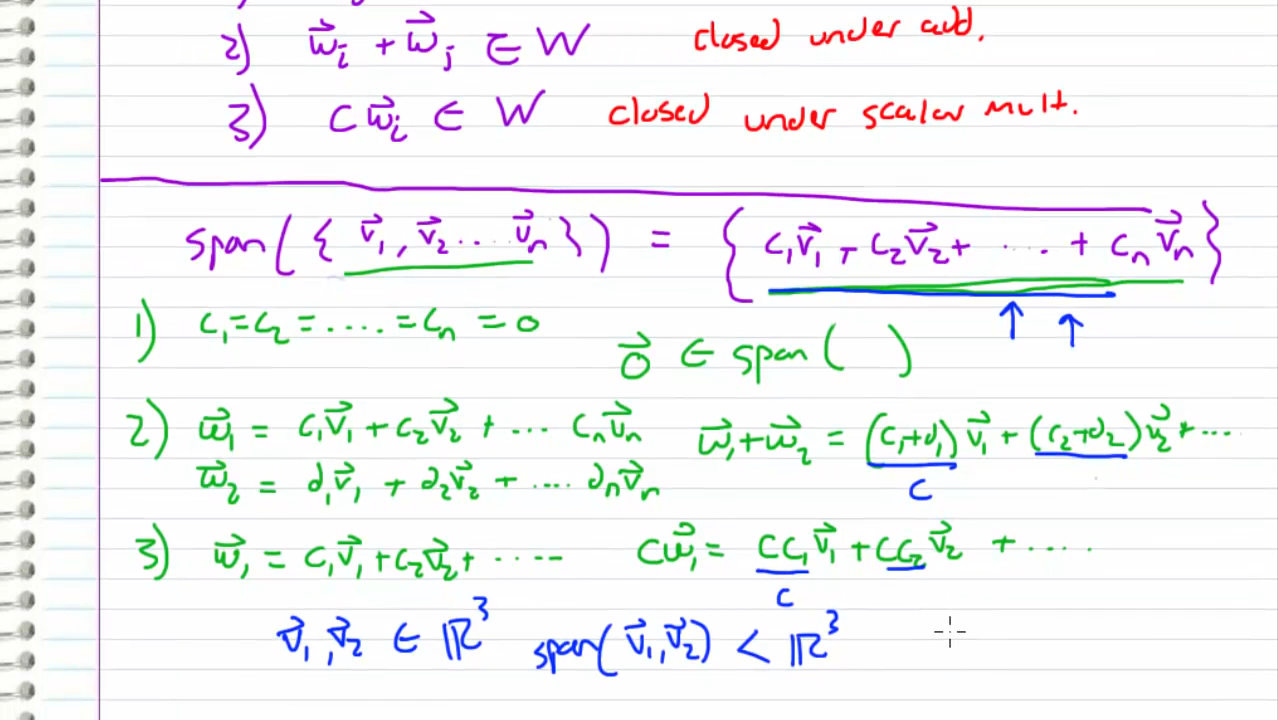 2) w⃗ᵢ + w⃗ⱼ ∈ W closed under add.
3) c w⃗ᵢ ∈ W closed under scalar mult.
span({ v⃗₁, v⃗₂ ... v⃗ₙ }) = { c₁v⃗₁ + c₂v⃗₂ + .... + cₙv⃗ₙ }
1) c₁ = c₂ = .... = cₙ = 0
0⃗ ∈ span( )
2) w⃗₁ = c₁v⃗₁ + c₂v⃗₂ + ... cₙv⃗ₙ w⃗₁ + w⃗₂ = (c₁+d₁) v⃗₁ + (c₂+d₂) v⃗₂ + ....
w⃗₂ = d₁v⃗₁ + d₂v⃗₂ + .... dₙv⃗ₙ c
3) w⃗₁ = c₁v⃗₁ + c₂v⃗₂ + ..... cw⃗₁ = cc₁v⃗₁ + cc₂v⃗₂ + ....
c
v⃗₁, v⃗₂ ∈ ℝ³ span(v⃗₁, v⃗₂) < ℝ³